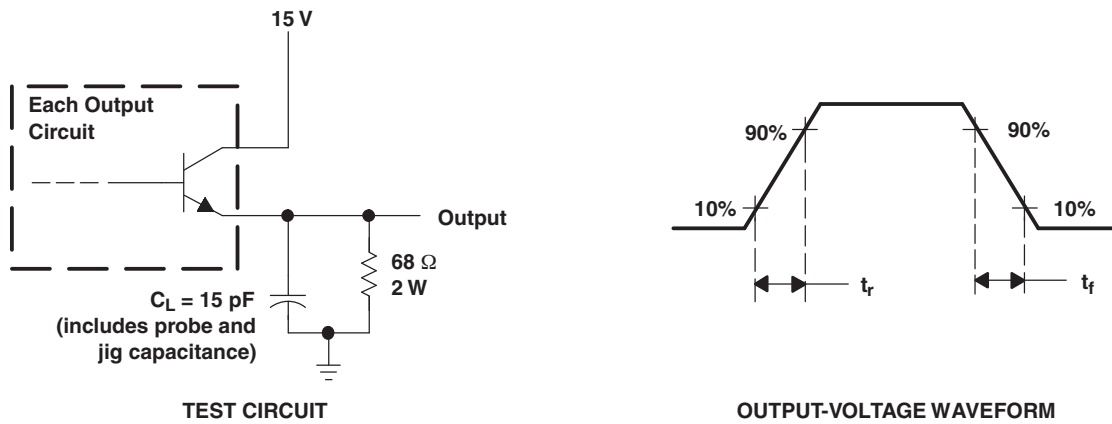 15 V
Each Output
Circuit
Output
68 Ω
2 W
C_L = 15 pF
(includes probe and
jig capacitance)
TEST CIRCUIT
90%
90%
10%
10%
t_r
t_f
OUTPUT-VOLTAGE WAVEFORM